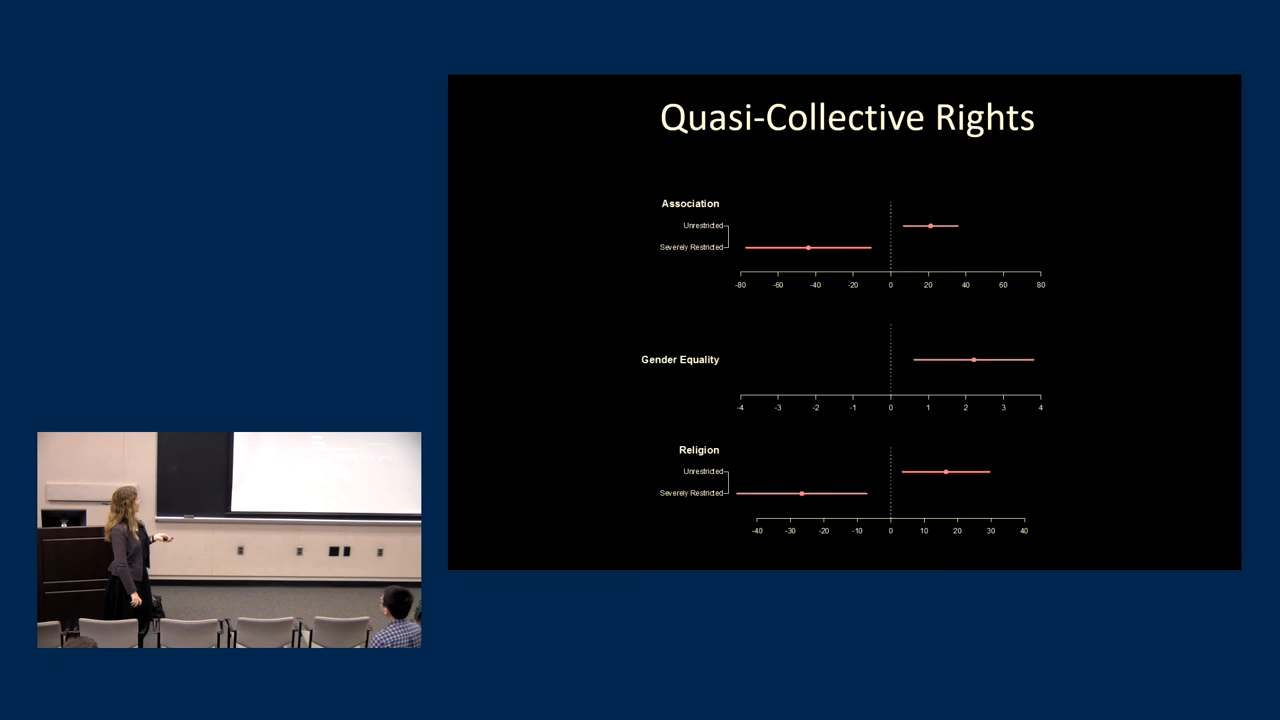 Quasi-Collective Rights
Association
Unrestricted
Severely Restricted
-80 -60 -40 -20 0 20 40 60 80
Gender Equality
-4 -3 -2 -1 0 1 2 3 4
Religion
Unrestricted
Severely Restricted
-40 -30 -20 -10 0 10 20 30 40